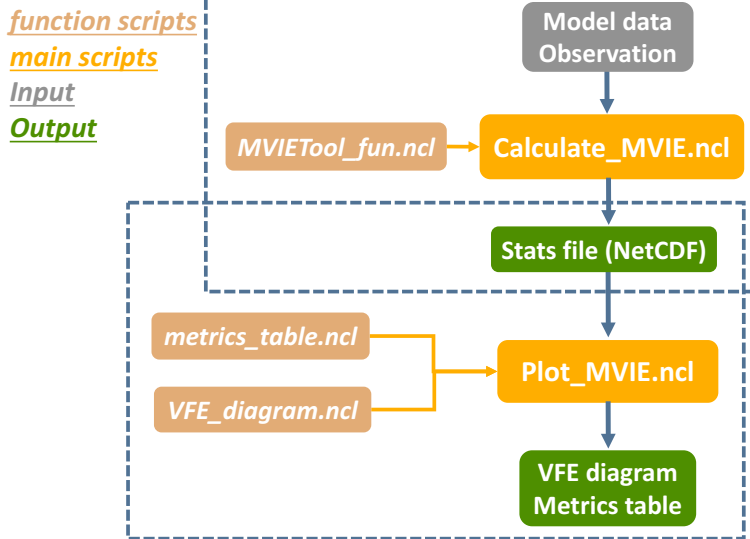 function scripts
main scripts
Input
Output
Model data
Observation
MVIETool_fun.ncl
Calculate_MVIE.ncl
Stats file (NetCDF)
metrics_table.ncl
Plot_MVIE.ncl
VFE_diagram.ncl
VFE diagram
Metrics table